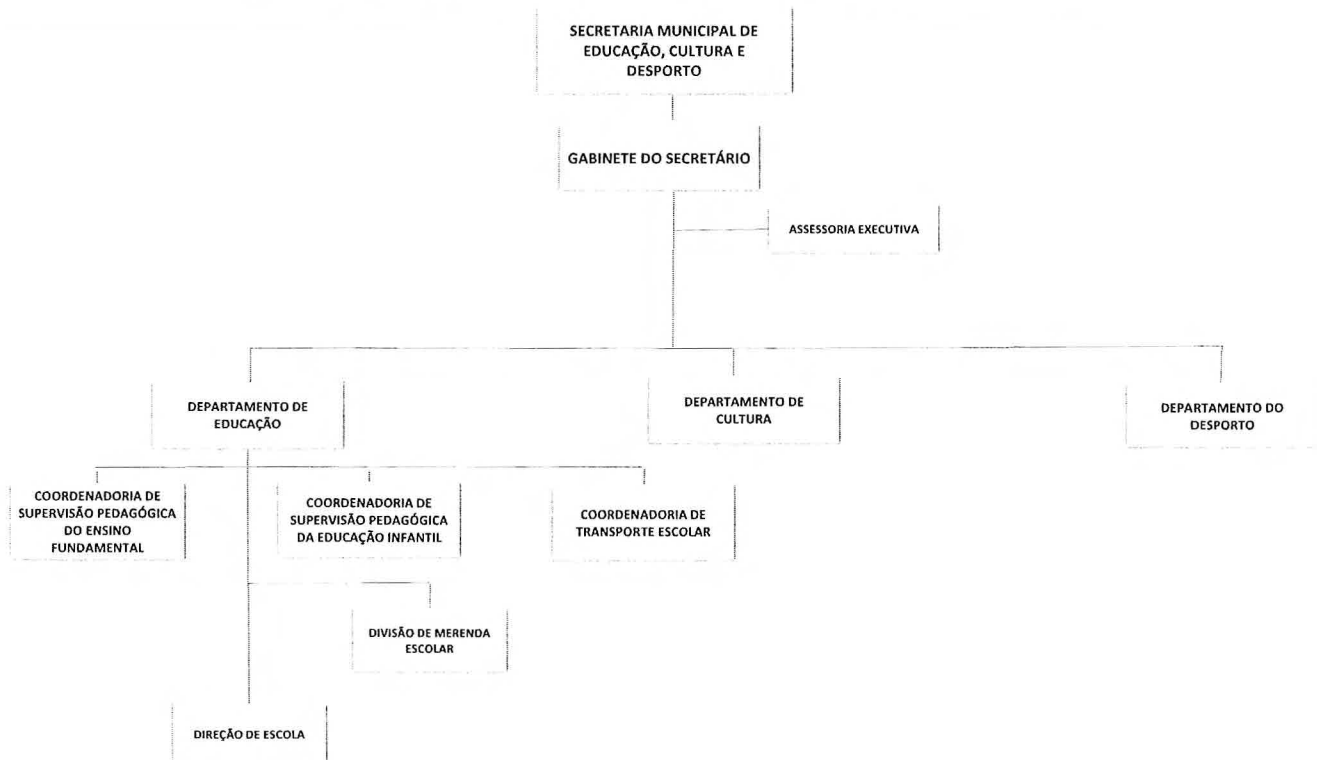 SECRETARIA MUNICIPAL DE
EDUCAÇÃO, CULTURA E
DESPORTO
GABINETE DO SECRETÁRIO
ASSESSORIA EXECUTIVA
DEPARTAMENTO DE
EDUCAÇÃO
DEPARTAMENTO DE
CULTURA
DEPARTAMENTO DO
DESPORTO
COORDENADORIA DE
SUPERVISÃO PEDAGÓGICA
DO ENSINO
FUNDAMENTAL
COORDENADORIA DE
SUPERVISÃO PEDAGÓGICA
DA EDUCAÇÃO INFANTIL
COORDENADORIA DE
TRANSPORTE ESCOLAR
DIVISÃO DE MERENDA
ESCOLAR
DIREÇÃO DE ESCOLA